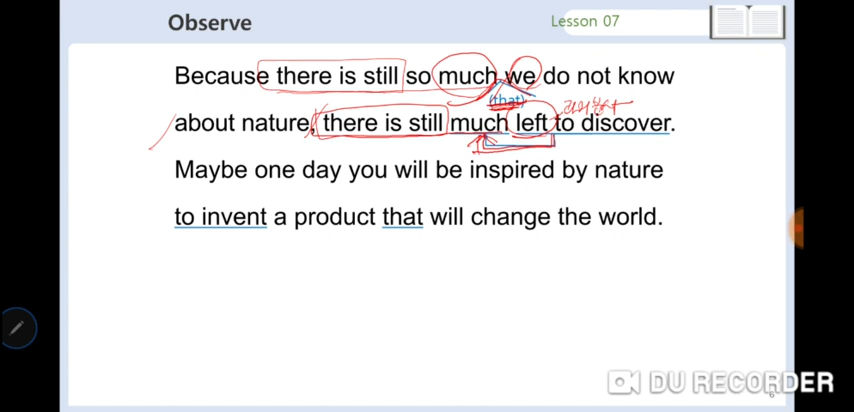 Observe
Lesson 07
Because there is still so much we do not know
(that)
about nature, there is still much left to discover.
Maybe one day you will be inspired by nature
to invent a product that will change the world.
DU RECORDER
6